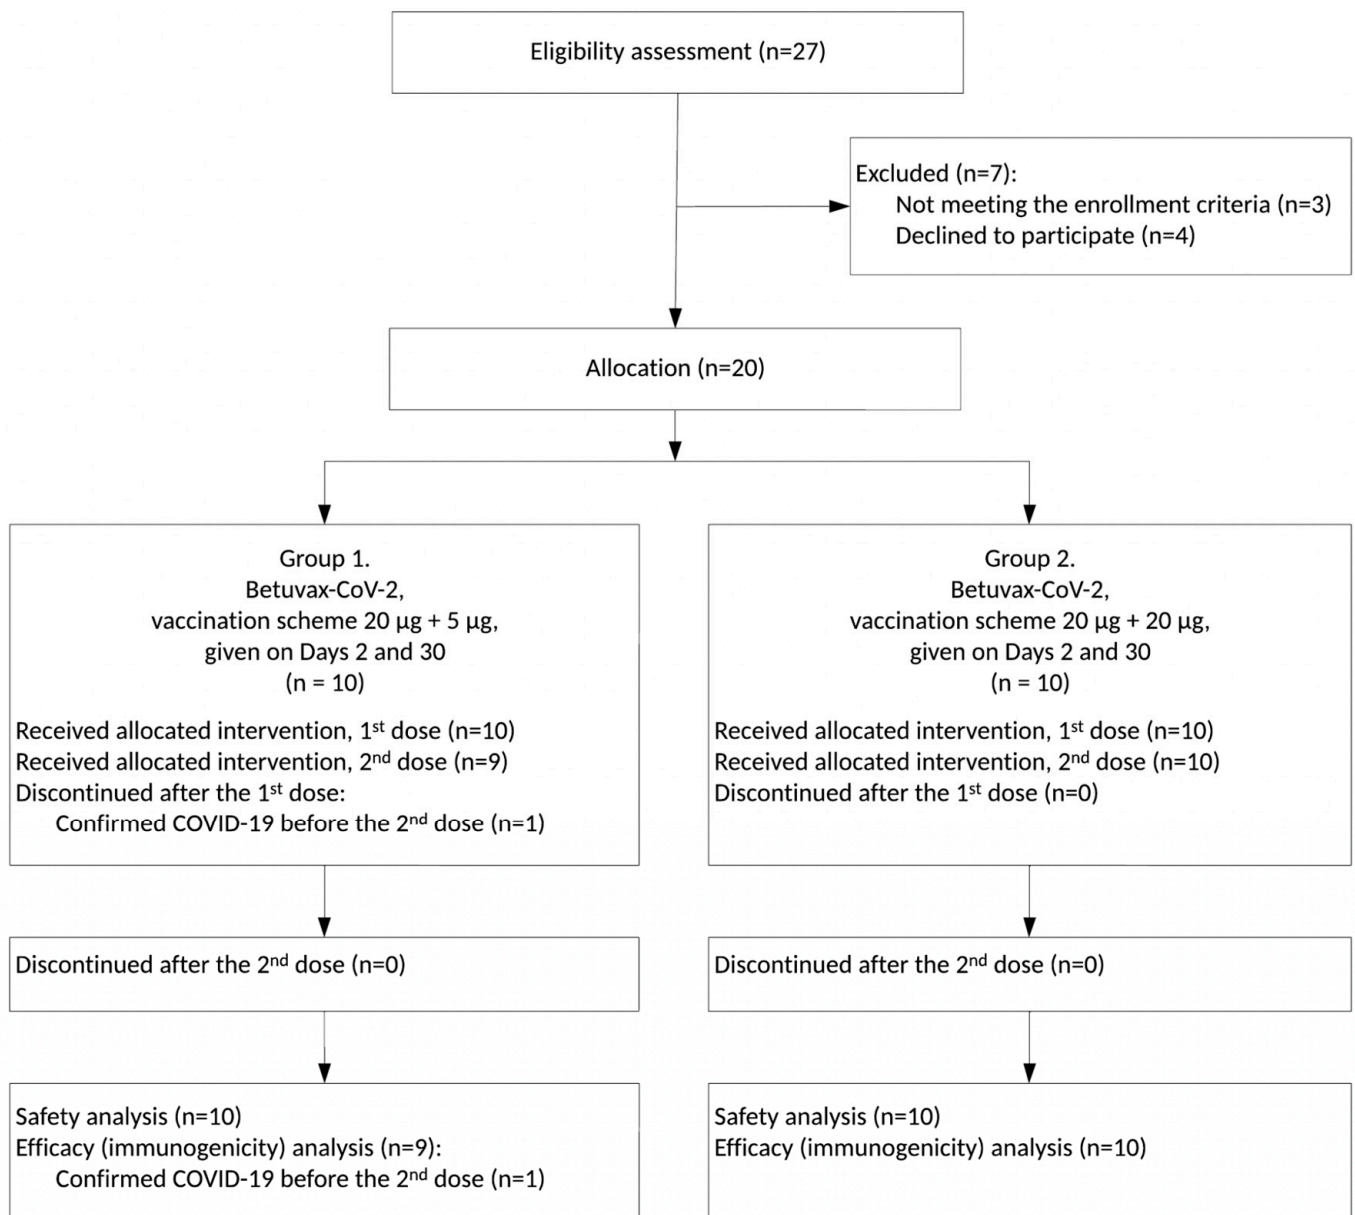 Eligibility assessment (n=27)
Excluded (n=7):
Not meeting the enrollment criteria (n=3)
Declined to participate (n=4)
Allocation (n=20)
Group 1.
Betuvax-CoV-2,
vaccination scheme 20 µg + 5 µg,
given on Days 2 and 30
(n = 10)
Received allocated intervention, 1st dose (n=10)
Received allocated intervention, 2nd dose (n=9)
Discontinued after the 1st dose:
Confirmed COVID-19 before the 2nd dose (n=1)
Group 2.
Betuvax-CoV-2,
vaccination scheme 20 µg + 20 µg,
given on Days 2 and 30
(n = 10)
Received allocated intervention, 1st dose (n=10)
Received allocated intervention, 2nd dose (n=10)
Discontinued after the 1st dose (n=0)
Discontinued after the 2nd dose (n=0)
Discontinued after the 2nd dose (n=0)
Safety analysis (n=10)
Efficacy (immunogenicity) analysis (n=9):
Confirmed COVID-19 before the 2nd dose (n=1)
Safety analysis (n=10)
Efficacy (immunogenicity) analysis (n=10)